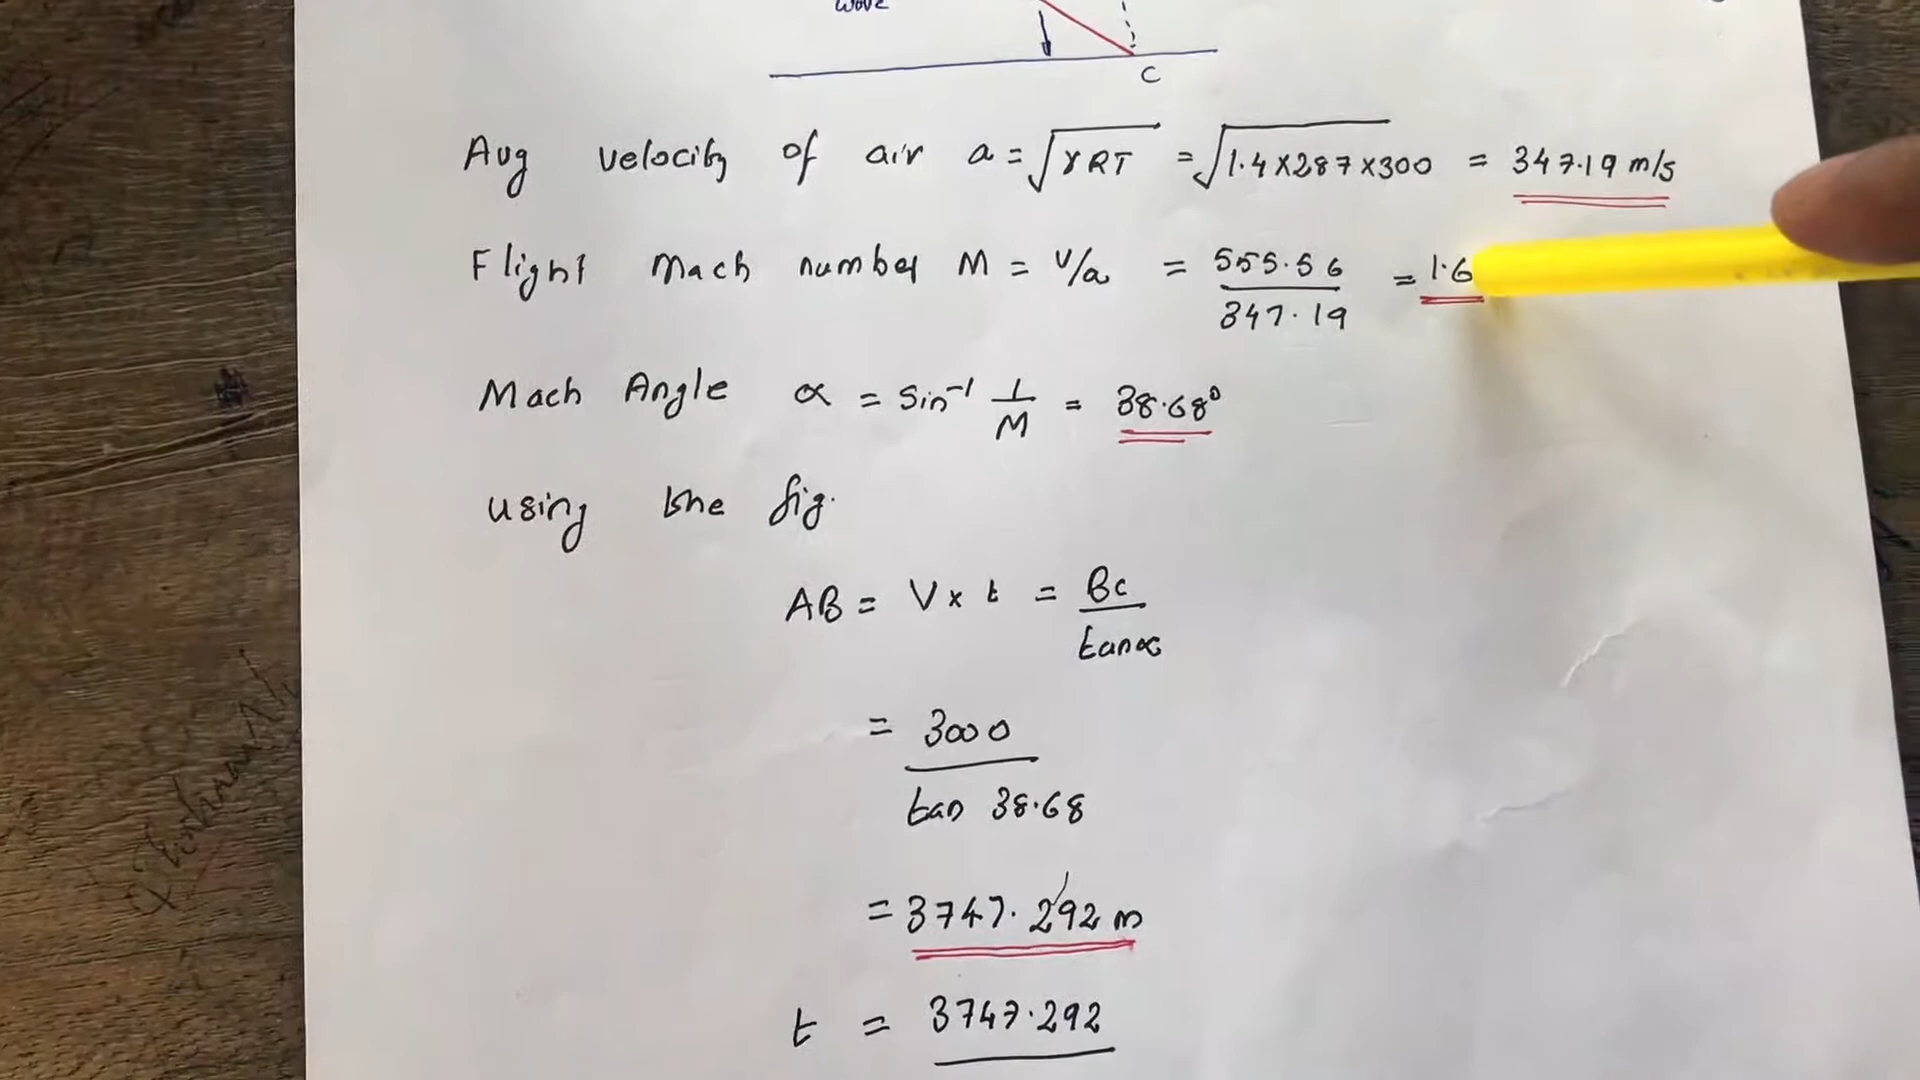 wave
C
Avg velocity of air a = √γRT = √1.4×287×300 = 347.19 m/s
Flight Mach number M = V/a = 555.56 / 347.19 = 1.6
Mach Angle α = Sin⁻¹ 1/M = 38.68°
using the fig.
AB = V× t = BC / tanα
= 3000 / tan 38.68
= 3747.292 m
t = 3747.292